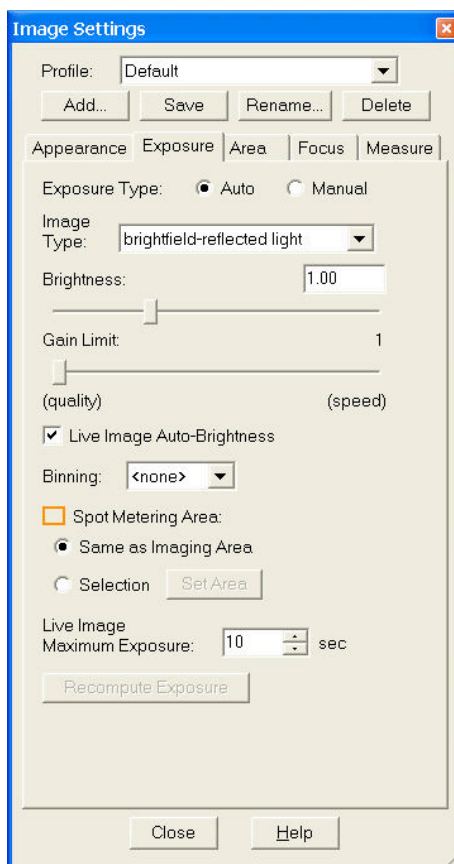 Image Settings
Profile: Default
Add... Save Rename... Delete
Appearance Exposure Area Focus Measure
Exposure Type: Auto Manual
Image
Type: brightfield-reflected light
Brightness: 1.00
Gain Limit: 1
(quality) (speed)
Live Image Auto-Brightness
Binning: <none>
Spot Metering Area:
Same as Imaging Area
Selection Set Area
Live Image
Maximum Exposure: 10 sec
Recompute Exposure
Close Help